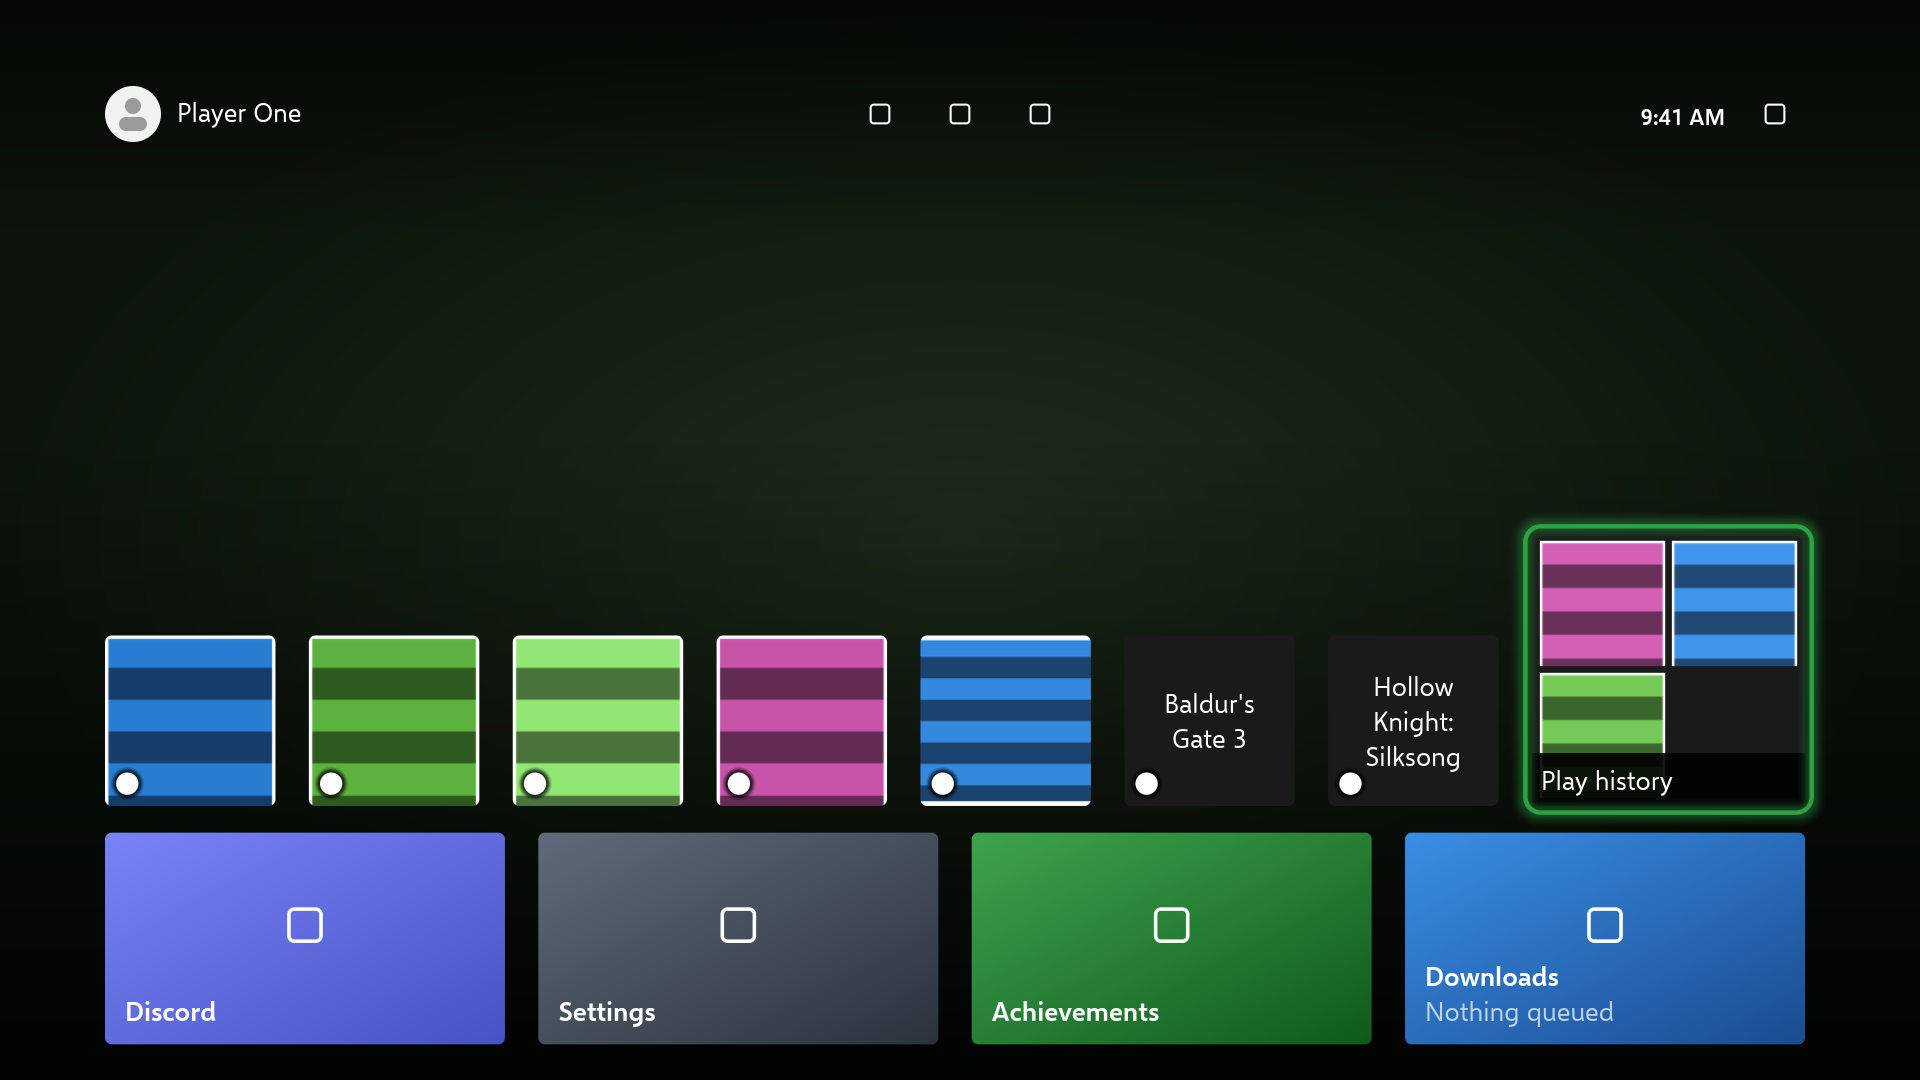 Player One
9:41 AM
Baldur's
Gate 3
Hollow
Knight:
Silksong
Play history
Discord
Settings
Achievements
Downloads
Nothing queued